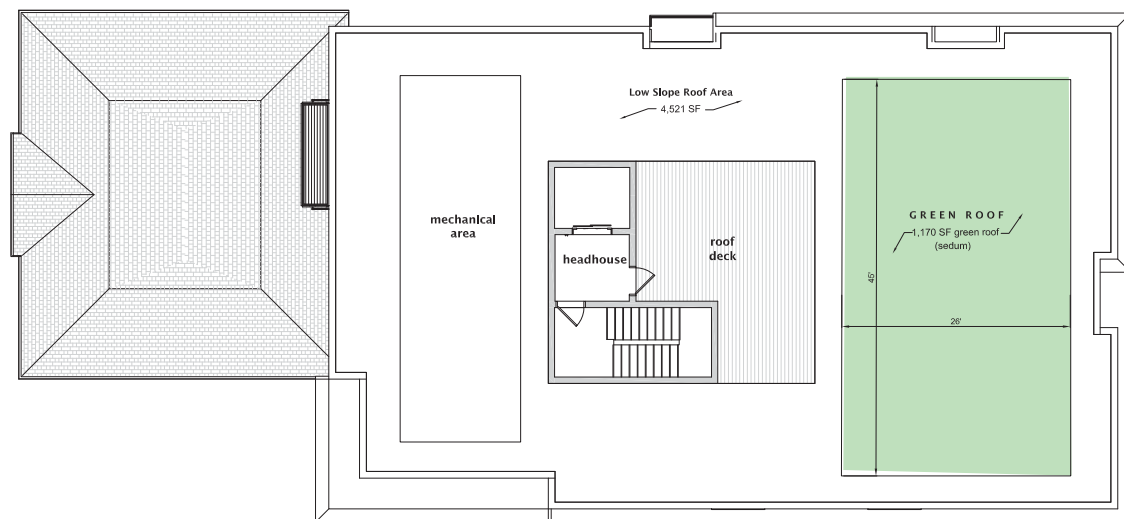 Low Slope Roof Area
4,521 SF
mechanical
area
headhouse
roof
deck
GREEN ROOF
1,170 SF green roof
(sedum)
45'
26'